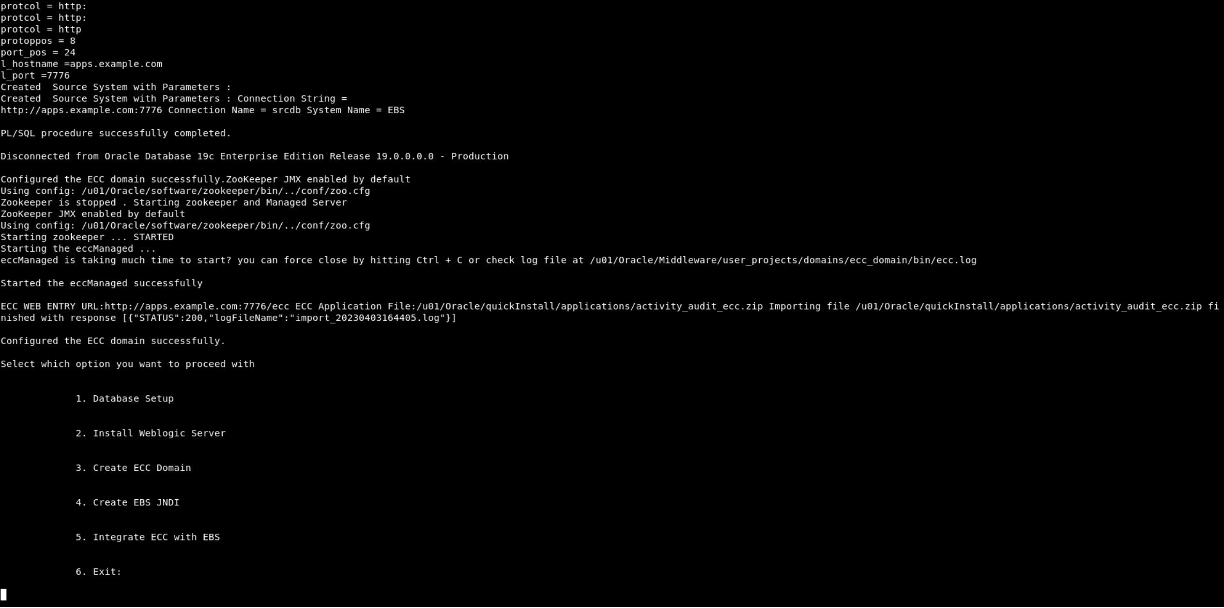 protcol = http:
protcol = http:
protcol = http
protoppos = 8
port_pos = 24
l_hostname =apps.example.com
l_port =7776
Created  Source System with Parameters :
Created  Source System with Parameters : Connection String =
http://apps.example.com:7776 Connection Name = srcdb System Name = EBS
PL/SQL procedure successfully completed.
Disconnected from Oracle Database 19c Enterprise Edition Release 19.0.0.0.0 - Production
Configured the ECC domain successfully.ZooKeeper JMX enabled by default
Using config: /u01/Oracle/software/zookeeper/bin/../conf/zoo.cfg
Zookeeper is stopped . Starting zookeeper and Managed Server
ZooKeeper JMX enabled by default
Using config: /u01/Oracle/software/zookeeper/bin/../conf/zoo.cfg
Starting zookeeper ... STARTED
Starting the eccManaged ...
eccManaged is taking much time to start? you can force close by hitting Ctrl + C or check log file at /u01/Oracle/Middleware/user_projects/domains/ecc_domain/bin/ecc.log
Started the eccManaged successfully
ECC WEB ENTRY URL:http://apps.example.com:7776/ecc ECC Application File:/u01/Oracle/quickInstall/applications/activity_audit_ecc.zip Importing file /u01/Oracle/quickInstall/applications/activity_audit_ecc.zip fi
nished with response [{"STATUS":200,"logFileName":"import_20230403164405.log"}]
Configured the ECC domain successfully.
Select which option you want to proceed with
1. Database Setup
2. Install Weblogic Server
3. Create ECC Domain
4. Create EBS JNDI
5. Integrate ECC with EBS
6. Exit: